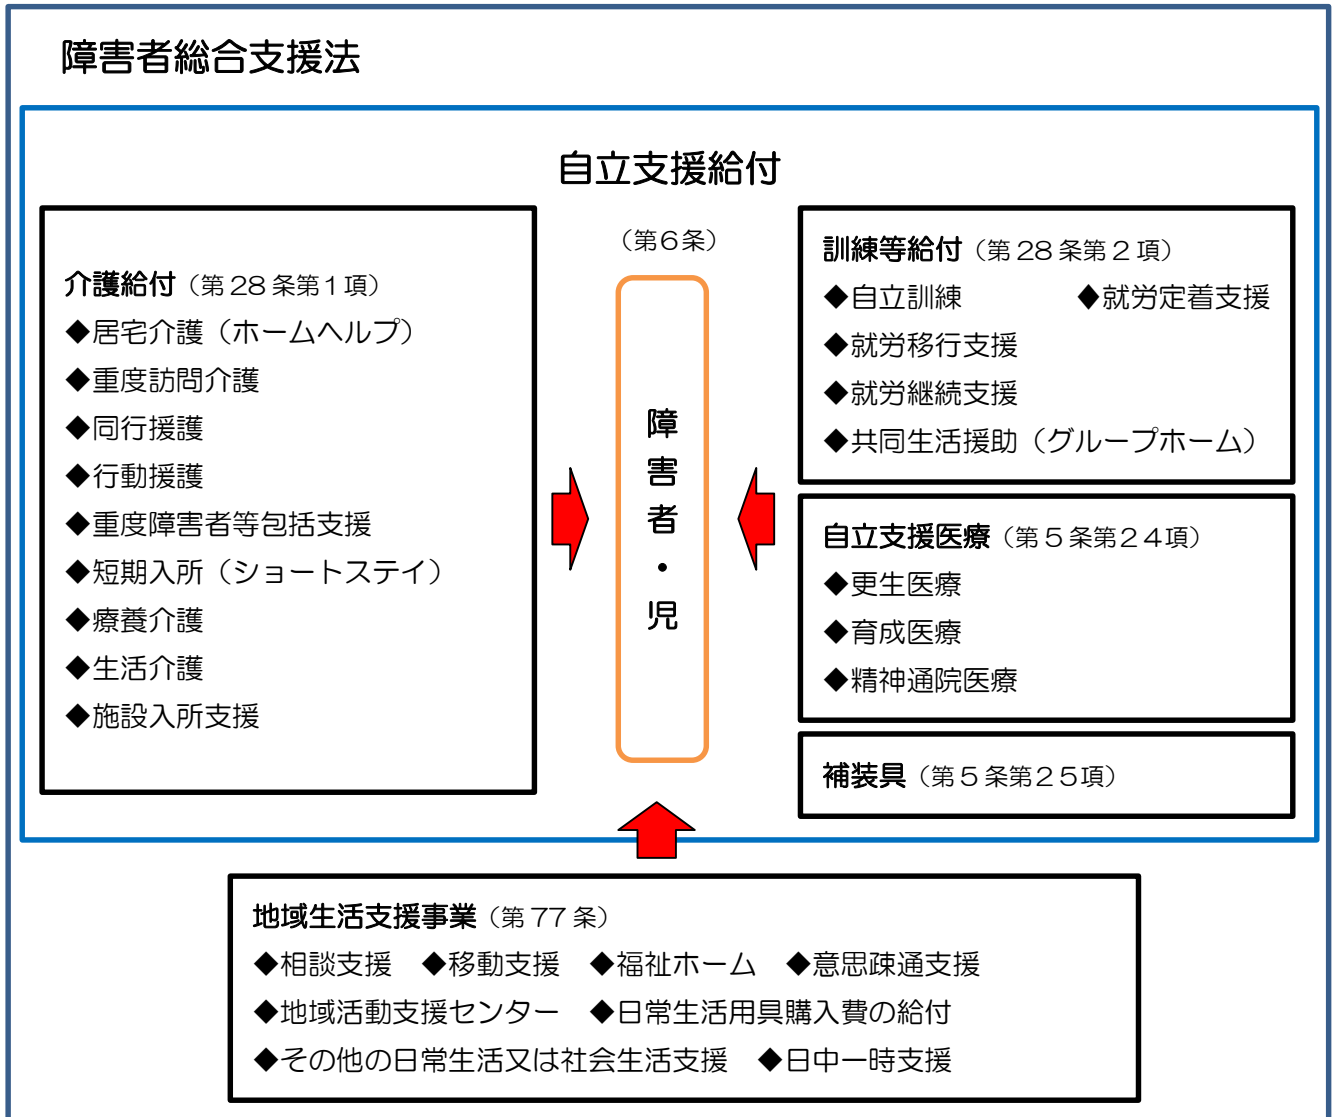 障害者総合支援法
自立支援給付
介護給付（第28条第1項）
◆居宅介護（ホームヘルプ）
◆重度訪問介護
◆同行援護
◆行動援護
◆重度障害者等包括支援
◆短期入所（ショートステイ）
◆療養介護
◆生活介護
◆施設入所支援
（第6条）
障害者・児
訓練等給付（第28条第2項）
◆自立訓練　◆就労定着支援
◆就労移行支援
◆就労継続支援
◆共同生活援助（グループホーム）
自立支援医療（第5条第24項）
◆更生医療
◆育成医療
◆精神通院医療
補装具（第5条第25項）
地域生活支援事業（第77条）
◆相談支援　◆移動支援　◆福祉ホーム　◆意思疎通支援
◆地域活動支援センター　◆日常生活用具購入費の給付
◆その他の日常生活又は社会生活支援　◆日中一時支援